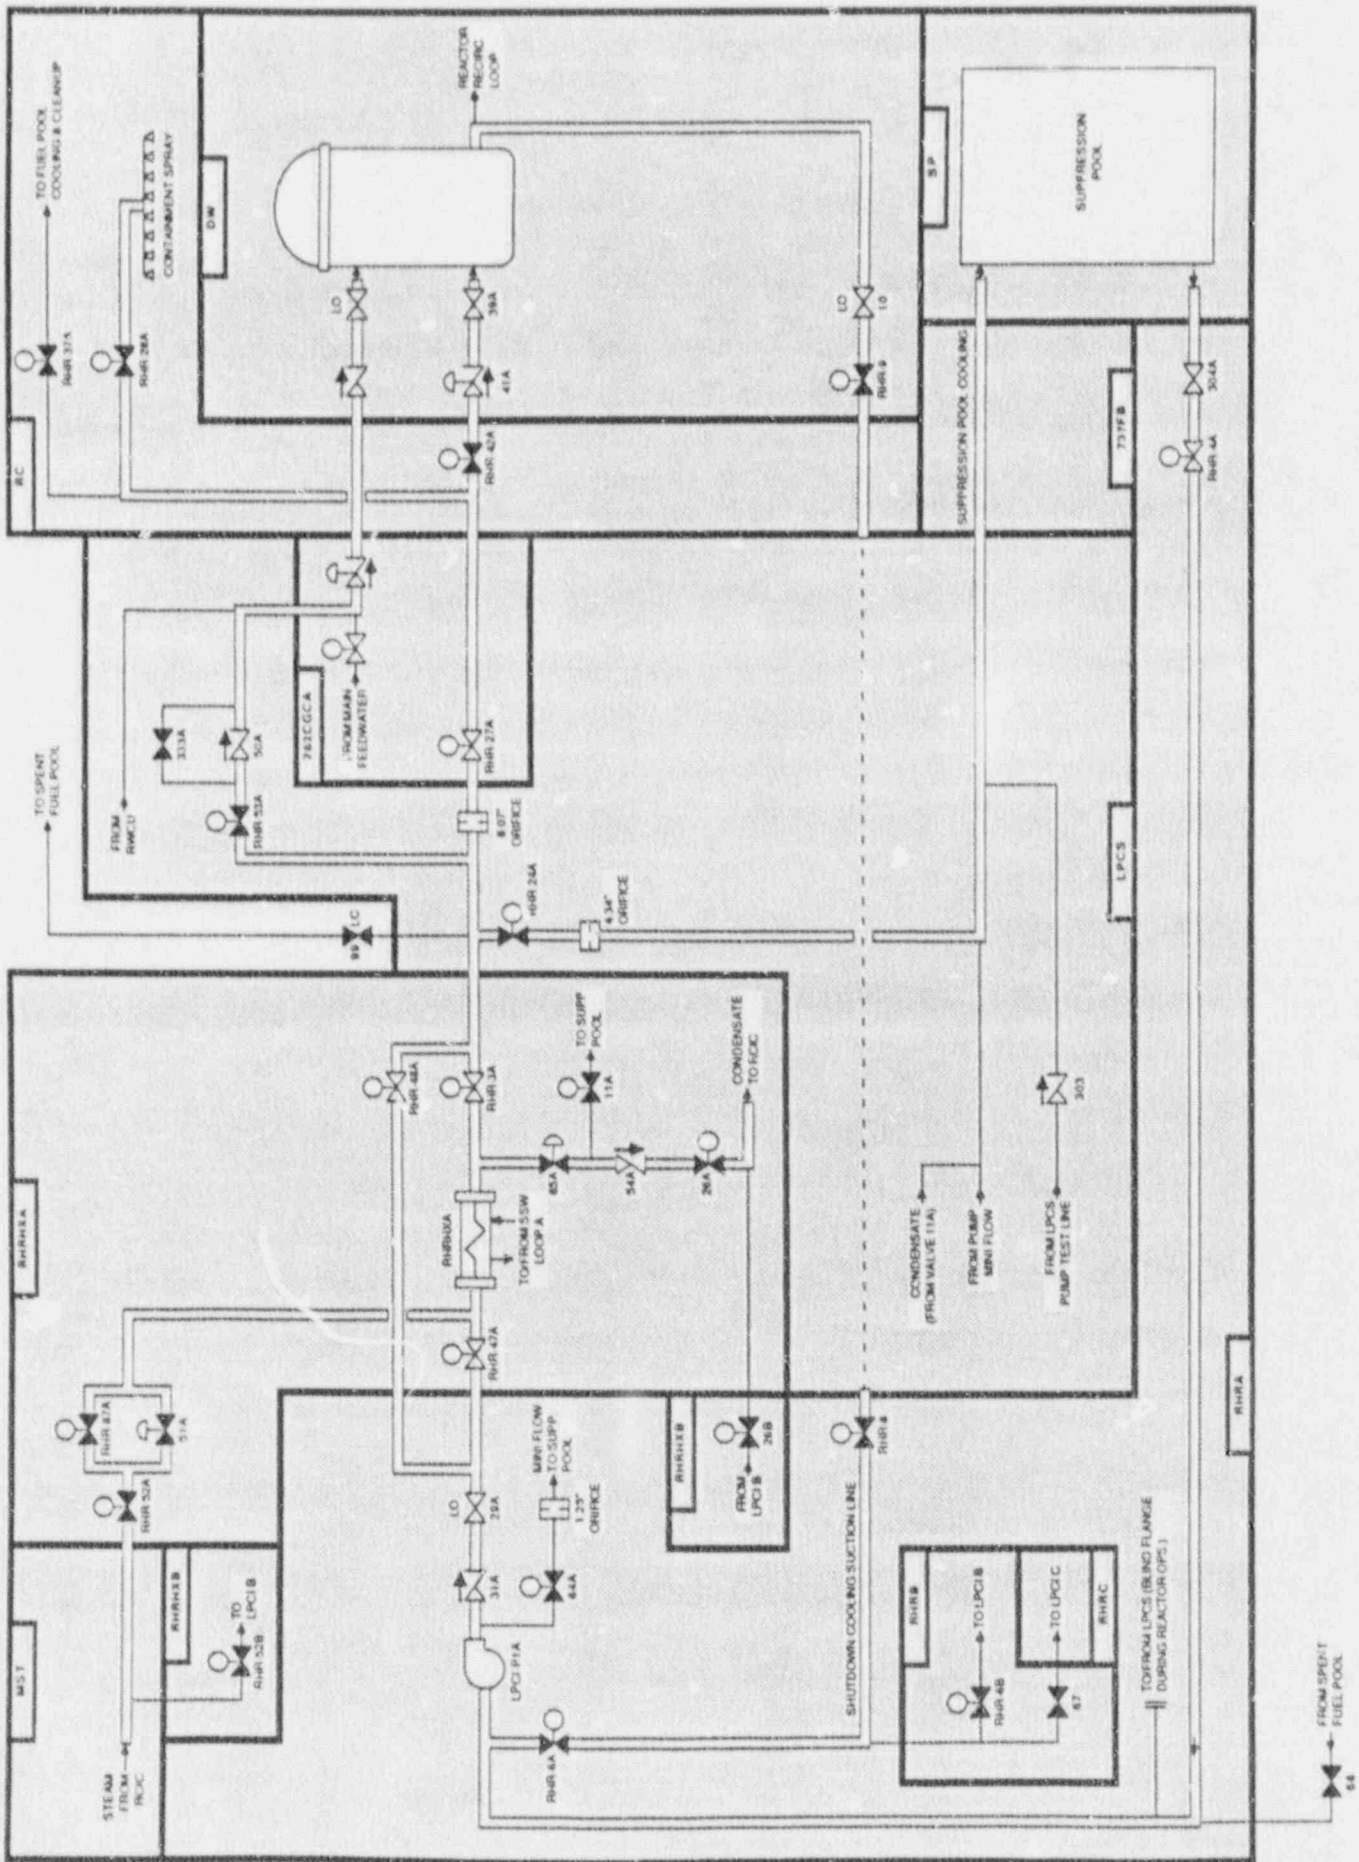 TO FUEL POOL
COOLING & CLEANUP
CONTAINMENT SPRAY
RHR 37A
RHR 28A
RC
DW
REACTOR
RECIRC
LOOP
LO
39A
41A
RHR 42A
LO
10
RHR 9
SP
SUPPRESSION
POOL
SUPPRESSION POOL COOLING
737FB
304A
RHR 4A
TO SPENT
FUEL POOL
FROM
RWCU
333A
50A
RHR 53A
FROM MAIN
FEEDWATER
RHR 27A
ORIFICE
LC
99
RHR 24A
4.34"
ORIFICE
LPCS
RHRHXA
RHR 48A
RHR 3A
TO SUPP
POOL
11A
65A
54A
26A
CONDENSATE
TO RCIC
RHRHXA
TO/FROM SSW
LOOP A
RHR 47A
CONDENSATE
(FROM VALVE 11A)
FROM PUMP
MINI FLOW
FROM LPCS
PUMP TEST LINE
303
RHRA
RHR 87A
51A
RHR 52A
MST
STEAM
FROM
RCIC
RHRHXB
TO
LPCI B
RHR 52B
LO
29A
31A
MINI FLOW
TO SUPP.
POOL
1.25"
ORIFICE
64A
LPCI P1A
RHRHXB
26B
FROM
LPCI B
RHR 8
SHUTDOWN COOLING SUCTION LINE
RHR 6A
RHRB
TO LPCI B
RHR 6B
TO LPCI C
RHRC
67
TO/FROM LPCS (BLIND FLANGE
DURING REACTOR OPS.)
FROM SPENT
FUEL POOL
64